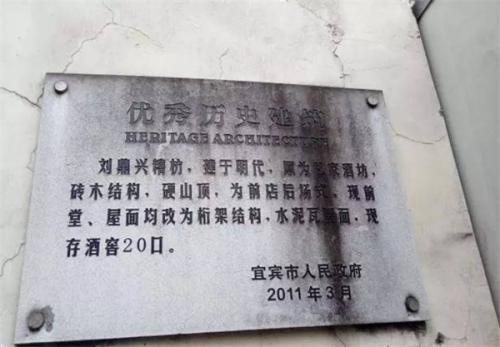 优秀历史建筑
HERITAGE ARCHITECTURE
刘鼎兴糟坊，建于明代，原为私家酒坊，
砖木结构，硬山顶，为前店后场式，现前
堂、屋面均改为桁架结构，水泥瓦屋面，现
存酒窖20口。
宜宾市人民政府
2011年3月